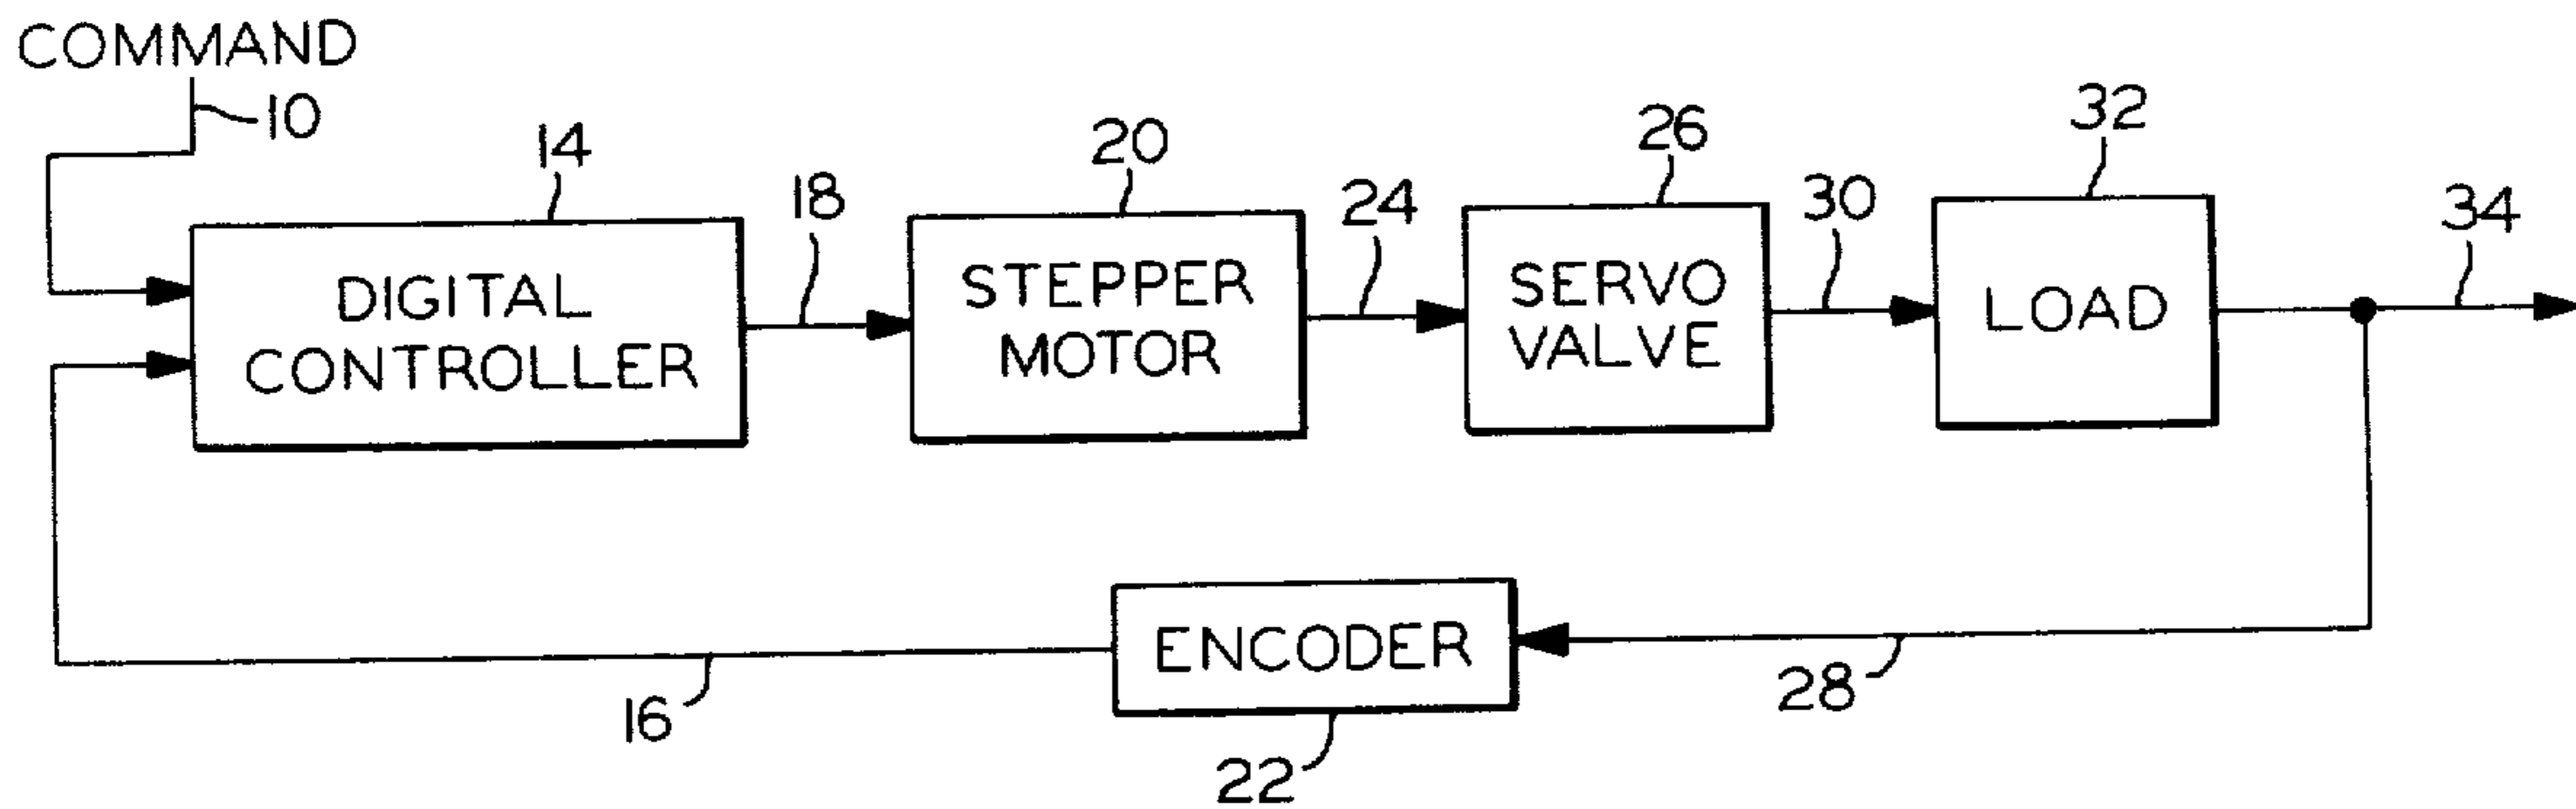 COMMAND
10
14
18
20
24
26
30
32
34
DIGITAL
CONTROLLER
STEPPER
MOTOR
SERVO
VALVE
LOAD
ENCODER
16
22
28